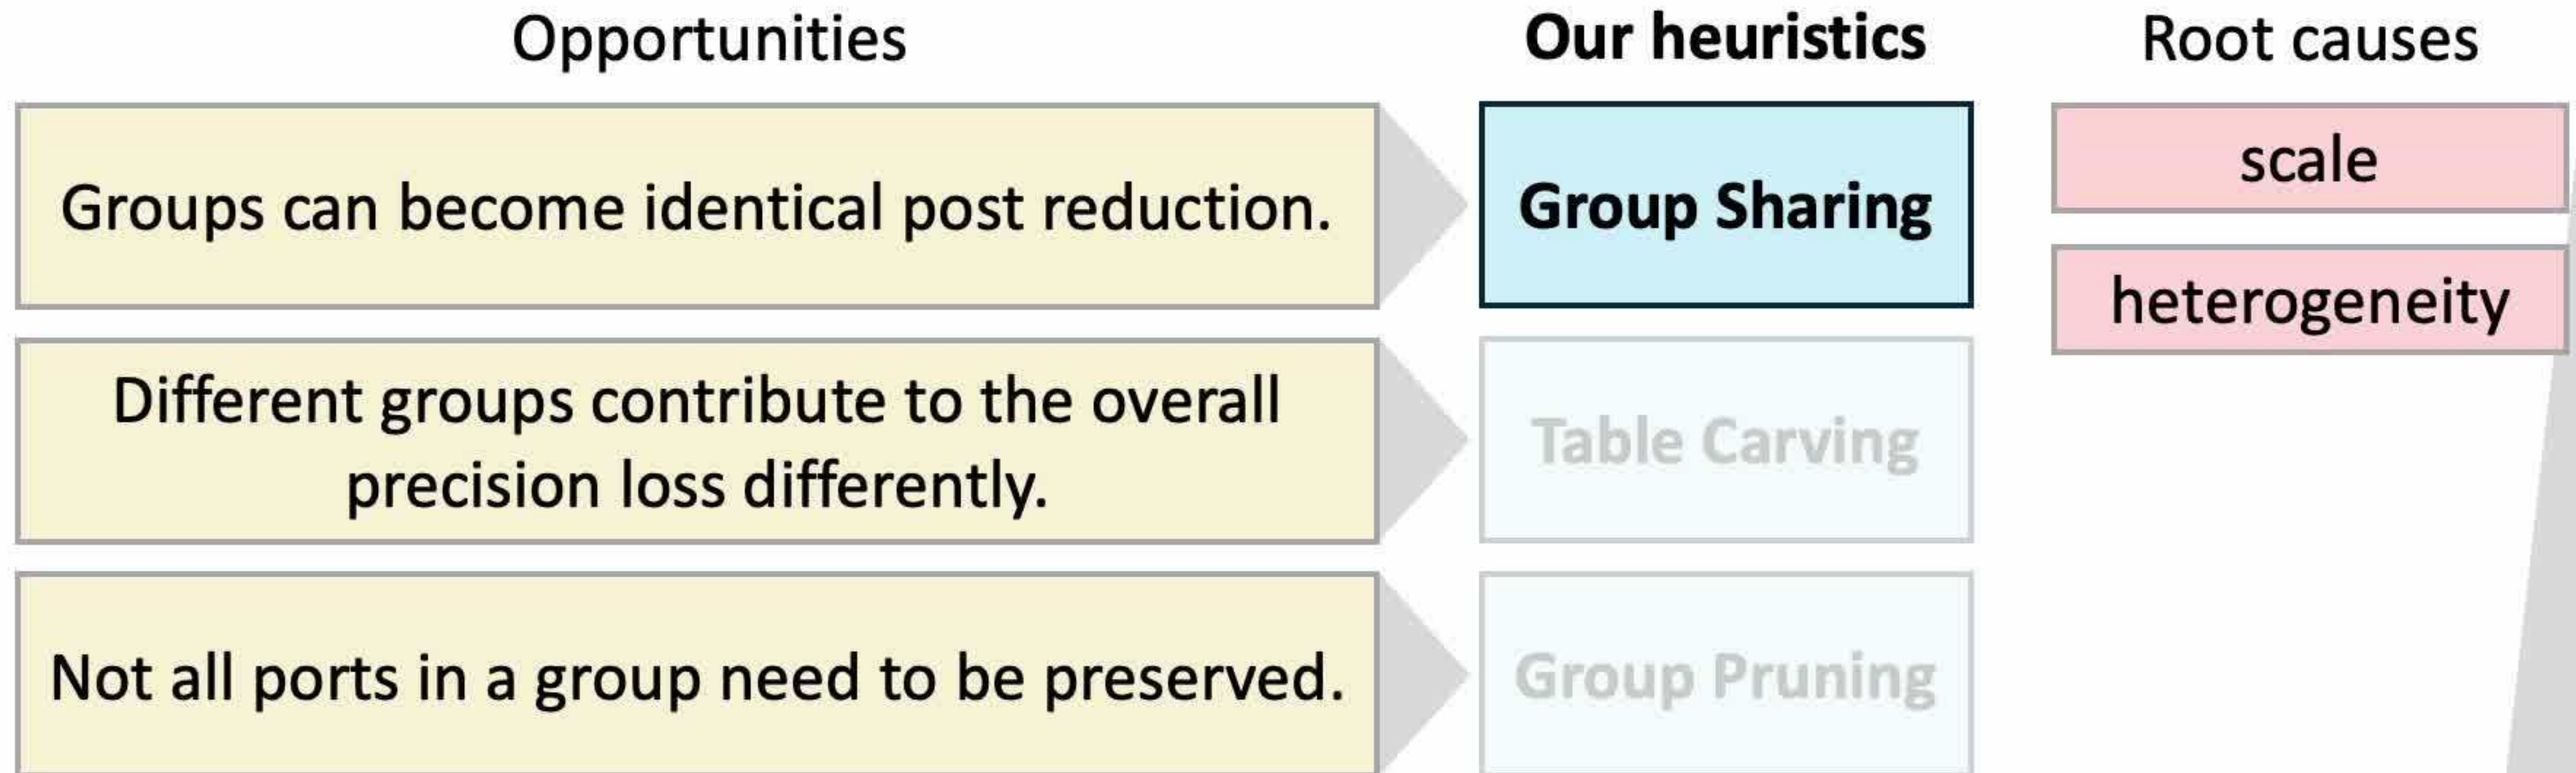 Opportunities
Our heuristics
Root causes
Groups can become identical post reduction.
Group Sharing
scale
heterogeneity
Different groups contribute to the overall
precision loss differently.
Table Carving
Not all ports in a group need to be preserved.
Group Pruning